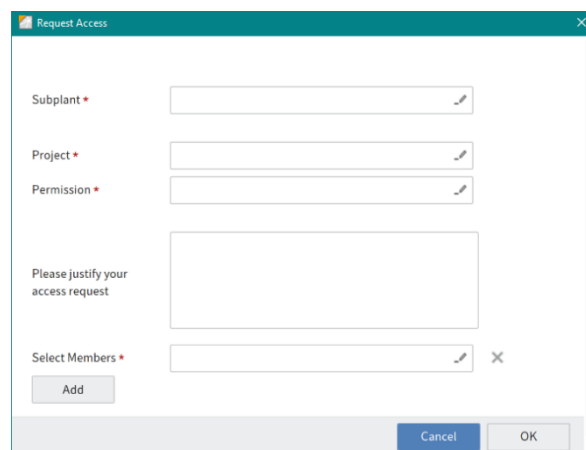 Request Access
Subplant *
Project *
Permission *
Please justify your
access request
Select Members *
Add
Cancel OK